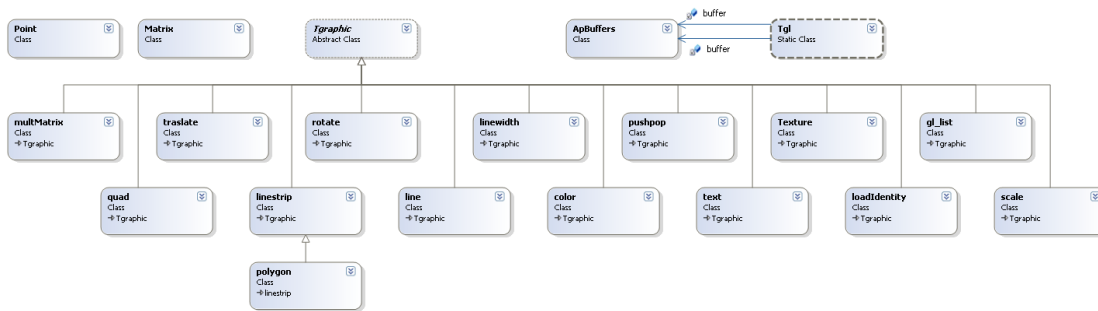 Point
Class
Matrix
Class
Tgraphic
Abstract Class
ApBuffers
Class
buffer
buffer
Tgl
Static Class
multMatrix
Class
Tgraphic
traslate
Class
Tgraphic
rotate
Class
Tgraphic
linewidth
Class
Tgraphic
pushpop
Class
Tgraphic
Texture
Class
Tgraphic
gl_list
Class
Tgraphic
quad
Class
Tgraphic
linestrip
Class
Tgraphic
line
Class
Tgraphic
color
Class
Tgraphic
text
Class
Tgraphic
loadIdentity
Class
Tgraphic
scale
Class
Tgraphic
polygon
Class
linestrip